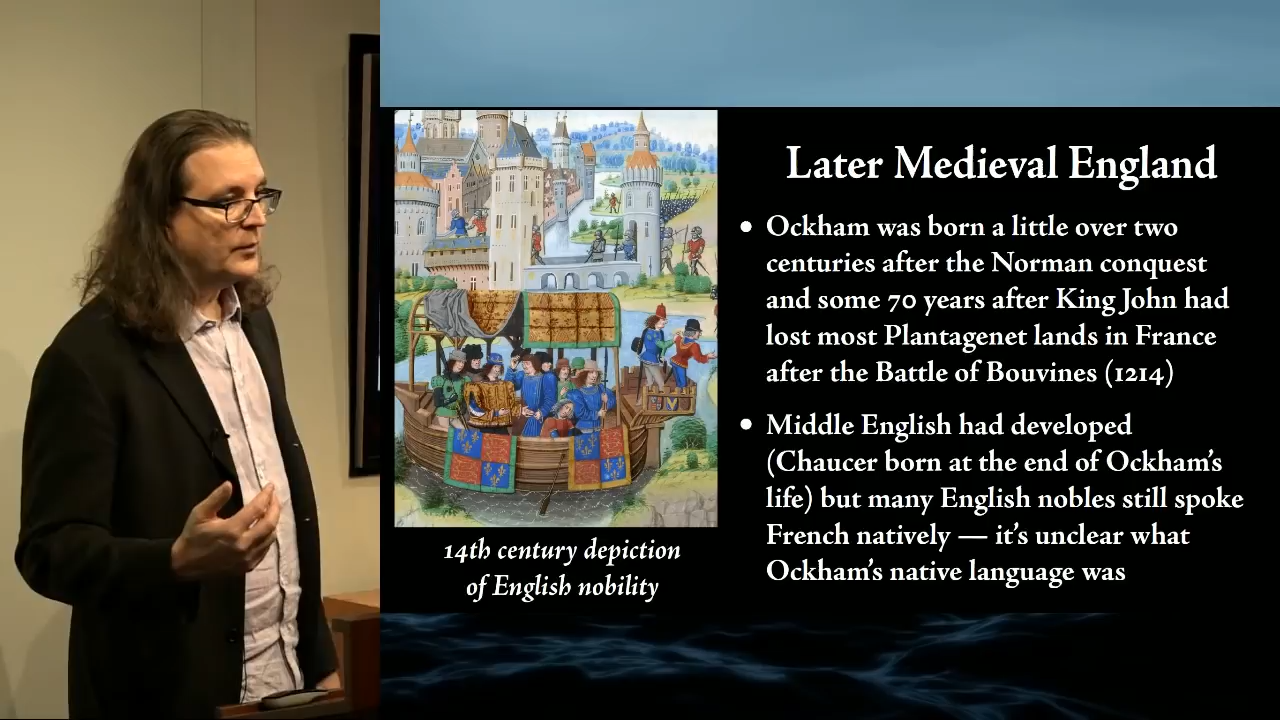 Later Medieval England
• Ockham was born a little over two
centuries after the Norman conquest
and some 70 years after King John had
lost most Plantagenet lands in France
after the Battle of Bouvines (1214)
• Middle English had developed
(Chaucer born at the end of Ockham's
life) but many English nobles still spoke
French natively — it's unclear what
Ockham's native language was
14th century depiction
of English nobility